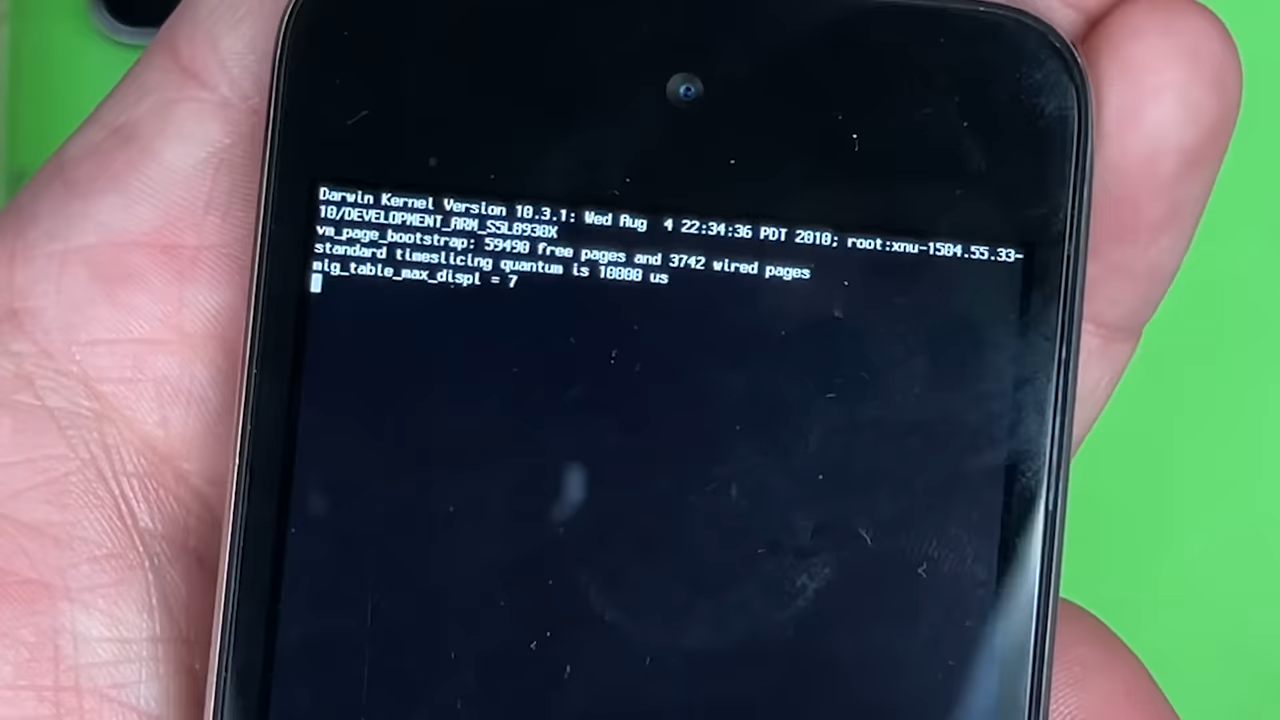 Darwin Kernel Version 10.3.1: Wed Aug  4 22:34:36 PDT 2010; root:xnu-1504.55.33~
10/DEVELOPMENT_ARM_S5L8930X
vm_page_bootstrap: 59490 free pages and 3742 wired pages
standard timeslicing quantum is 10000 us
mig_table_max_displ = 7